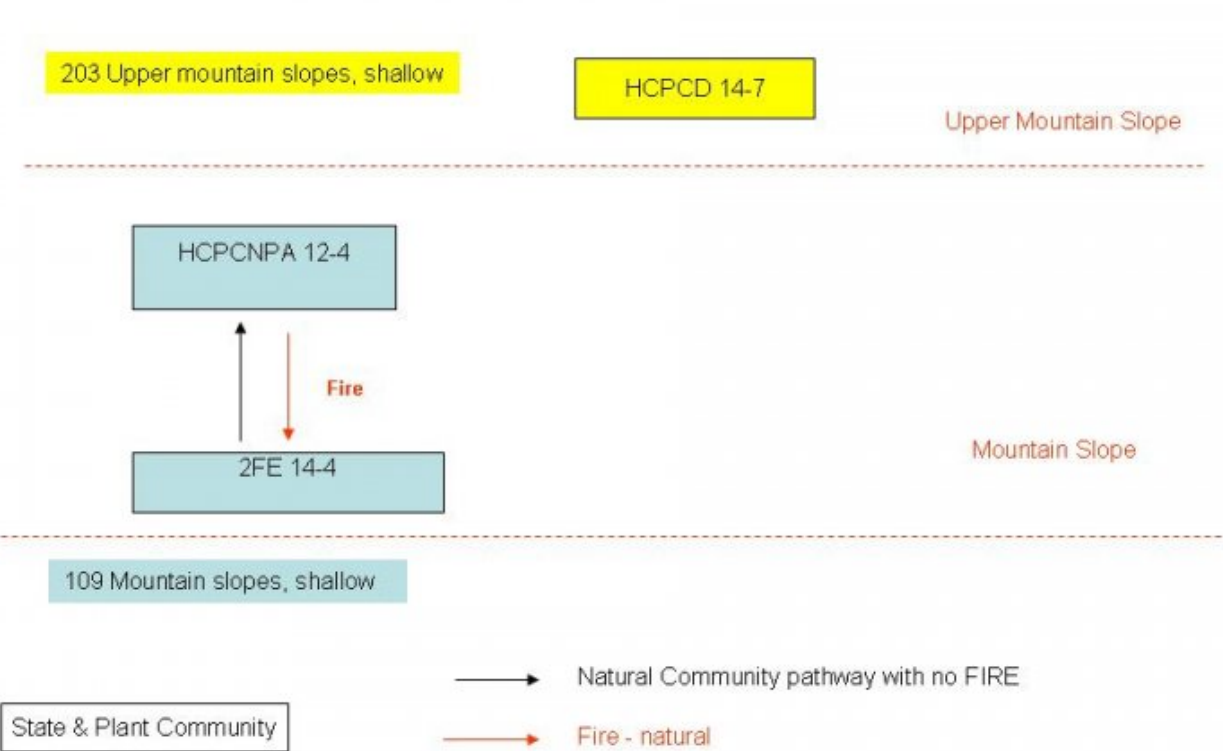 203 Upper mountain slopes, shallow
HCPCD 14-7
Upper Mountain Slope
HCPCNPA 12-4
Fire
2FE 14-4
Mountain Slope
109 Mountain slopes, shallow
Natural Community pathway with no FIRE
State & Plant Community
Fire - natural